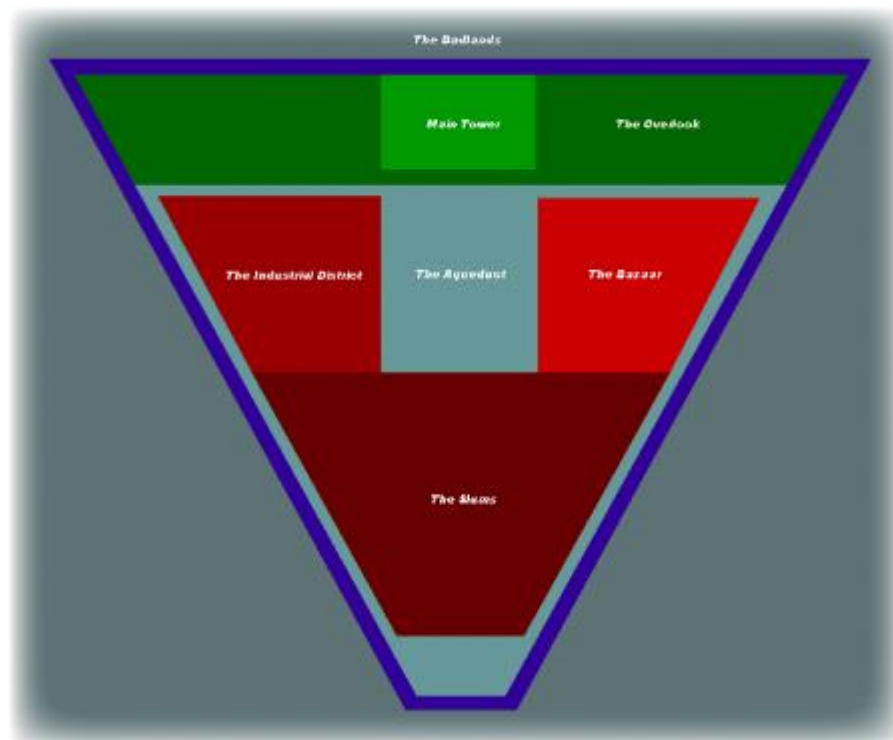 The Badlands
Main Tower
The Overlook
The Industrial District
The Aqueduct
The Bazaar
The Slums